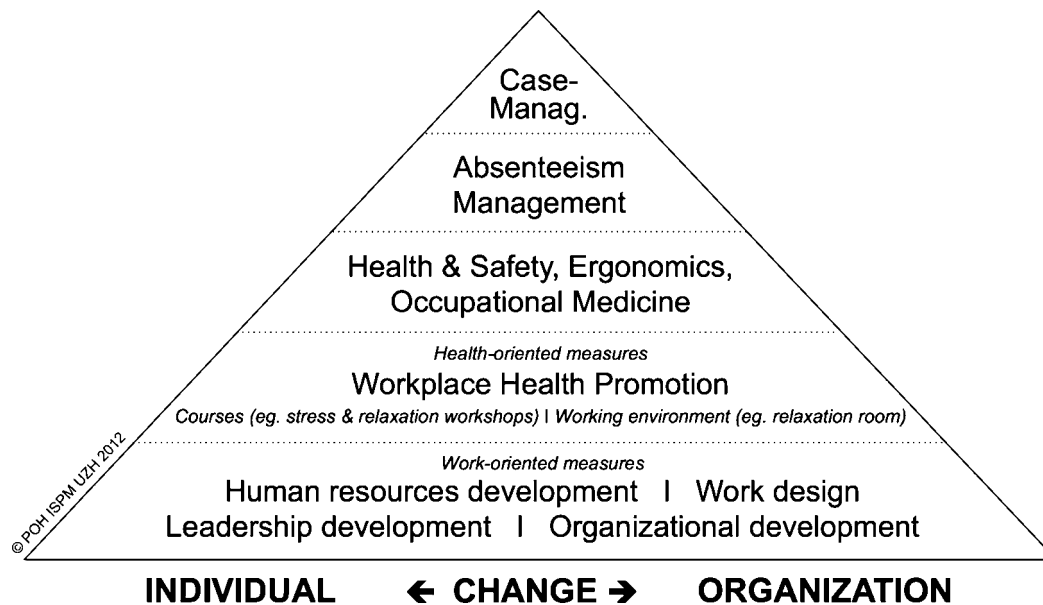 Case-
Manag.
Absenteeism
Management
Health & Safety, Ergonomics,
Occupational Medicine
Health-oriented measures
Workplace Health Promotion
Courses (eg. stress & relaxation workshops) I Working environment (eg. relaxation room)
Work-oriented measures
Human resources development I Work design
Leadership development I Organizational development
© POH ISPM UZH 2012
INDIVIDUAL ← CHANGE → ORGANIZATION